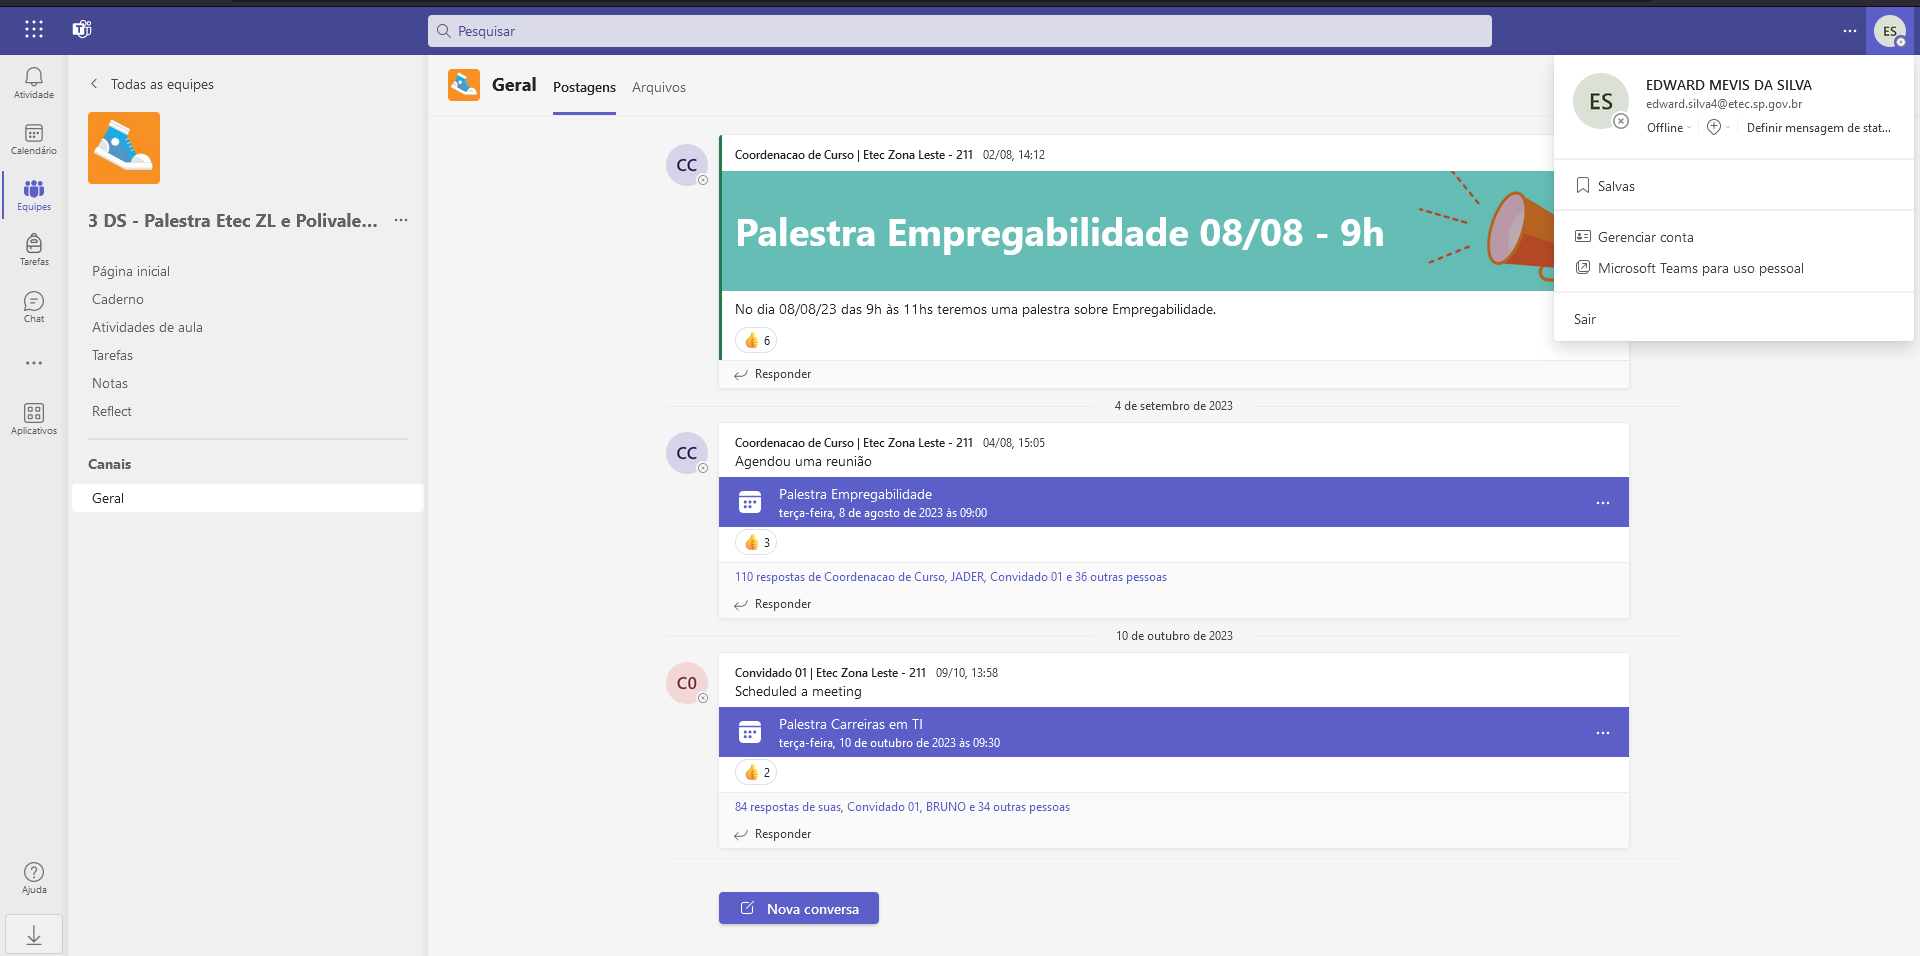 Pesquisar
ES
Atividade
Calendário
Equipes
Tarefas
Chat
Aplicativos
Ajuda
Todas as equipes
3 DS - Palestra Etec ZL e Polivale...
Página inicial
Caderno
Atividades de aula
Tarefas
Notas
Reflect
Canais
Geral
Geral
Postagens
Arquivos
CC
Coordenacao de Curso | Etec Zona Leste - 211 02/08, 14:12
Palestra Empregabilidade 08/08 - 9h
No dia 08/08/23 das 9h às 11hs teremos uma palestra sobre Empregabilidade.
6
Responder
4 de setembro de 2023
CC
Coordenacao de Curso | Etec Zona Leste - 211 04/08, 15:05
Agendou uma reunião
Palestra Empregabilidade
terça-feira, 8 de agosto de 2023 às 09:00
3
110 respostas de Coordenacao de Curso, JADER, Convidado 01 e 36 outras pessoas
Responder
10 de outubro de 2023
C0
Convidado 01 | Etec Zona Leste - 211 09/10, 13:58
Scheduled a meeting
Palestra Carreiras em TI
terça-feira, 10 de outubro de 2023 às 09:30
2
84 respostas de suas, Convidado 01, BRUNO e 34 outras pessoas
Responder
Nova conversa
ES
EDWARD MEVIS DA SILVA
edward.silva4@etec.sp.gov.br
Offline
Definir mensagem de stat...
Salvas
Gerenciar conta
Microsoft Teams para uso pessoal
Sair